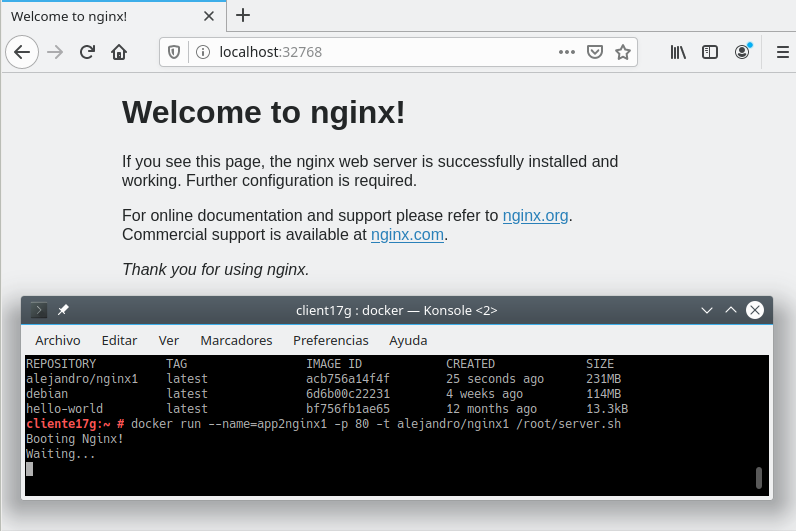 Welcome to nginx!
localhost:32768
Welcome to nginx!
If you see this page, the nginx web server is successfully installed and
working. Further configuration is required.
For online documentation and support please refer to nginx.org.
Commercial support is available at nginx.com.
Thank you for using nginx.
client17g : docker — Konsole <2>
Archivo Editar Ver Marcadores Preferencias Ayuda
REPOSITORY TAG IMAGE ID CREATED SIZE
alejandro/nginx1 latest acb756a14f4f 25 seconds ago 231MB
debian latest 6d6b00c22231 4 weeks ago 114MB
hello-world latest bf756fb1ae65 12 months ago 13.3kB
cliente17g:~ # docker run --name=app2nginx1 -p 80 -t alejandro/nginx1 /root/server.sh
Booting Nginx!
Waiting...